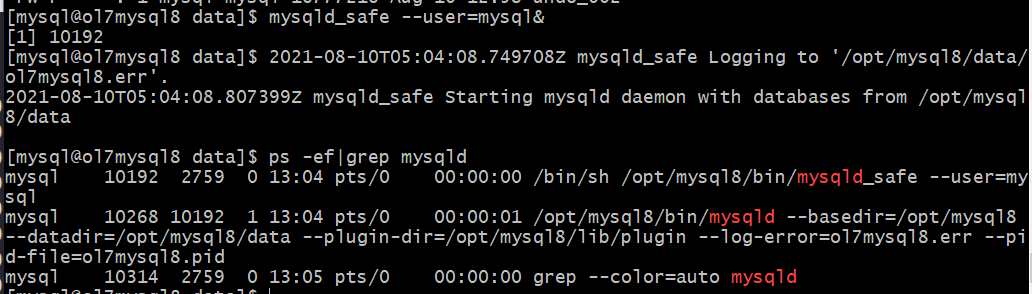 [mysql@ol7mysql8 data]$ mysqld_safe --user=mysql&
[1] 10192
[mysql@ol7mysql8 data]$ 2021-08-10T05:04:08.749708Z mysqld_safe Logging to '/opt/mysql8/data/
ol7mysql8.err'.
2021-08-10T05:04:08.807399Z mysqld_safe Starting mysqld daemon with databases from /opt/mysql
8/data
[mysql@ol7mysql8 data]$ ps -ef|grep mysqld
mysql    10192  2759  0 13:04 pts/0    00:00:00 /bin/sh /opt/mysql8/bin/mysqld_safe --user=my
sql
mysql    10268 10192  1 13:04 pts/0    00:00:01 /opt/mysql8/bin/mysqld --basedir=/opt/mysql8
--datadir=/opt/mysql8/data --plugin-dir=/opt/mysql8/lib/plugin --log-error=ol7mysql8.err --pi
d-file=ol7mysql8.pid
mysql    10314  2759  0 13:05 pts/0    00:00:00 grep --color=auto mysqld